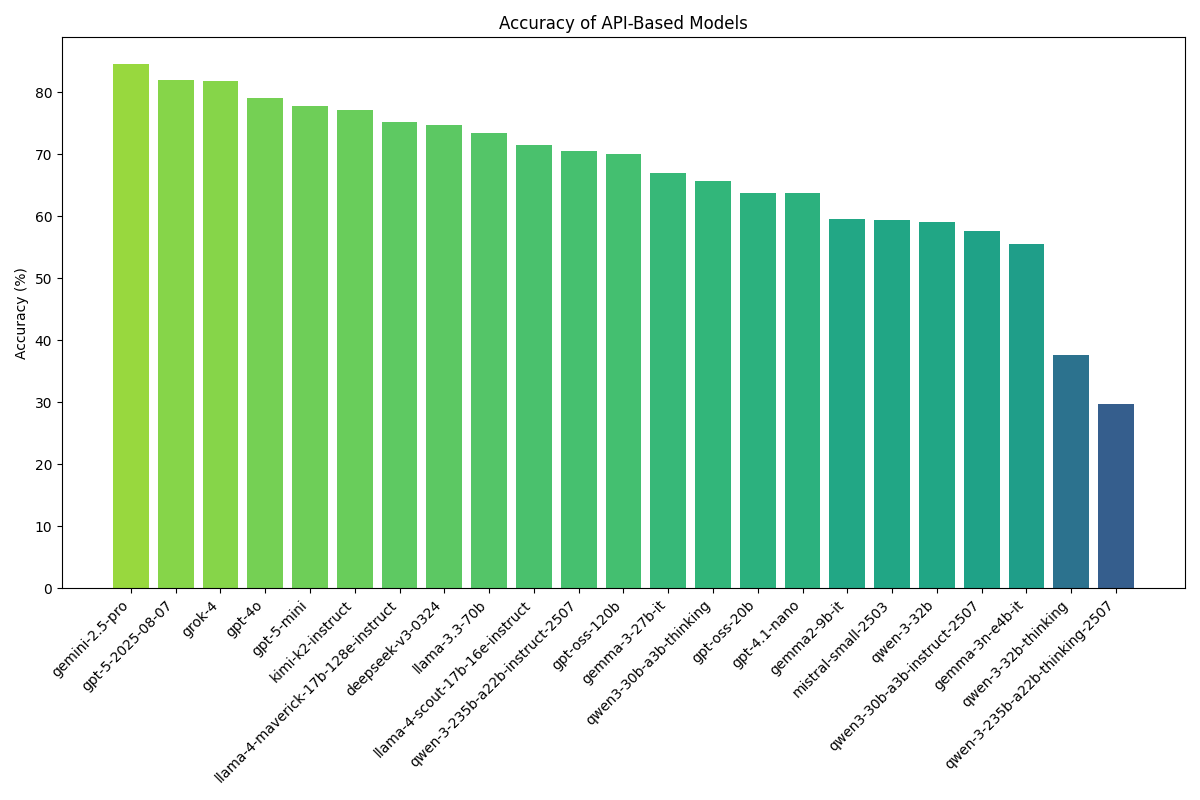 Accuracy of API-Based Models
Accuracy (%)
80
70
60
50
40
30
20
10
0
gemini-2.5-pro
gpt-5-2025-08-07
grok-4
gpt-4o
gpt-5-mini
kimi-k2-instruct
llama-4-maverick-17b-128e-instruct
deepseek-v3-0324
llama-3.3-70b
llama-4-scout-17b-16e-instruct
qwen-3-235b-a22b-instruct-2507
gpt-oss-120b
gemma-3-27b-it
qwen3-30b-a3b-thinking
gpt-oss-20b
gpt-4.1-nano
gemma2-9b-it
mistral-small-2503
qwen-3-32b
qwen3-30b-a3b-instruct-2507
gemma-3n-e4b-it
qwen-3-32b-thinking
qwen-3-235b-a22b-thinking-2507